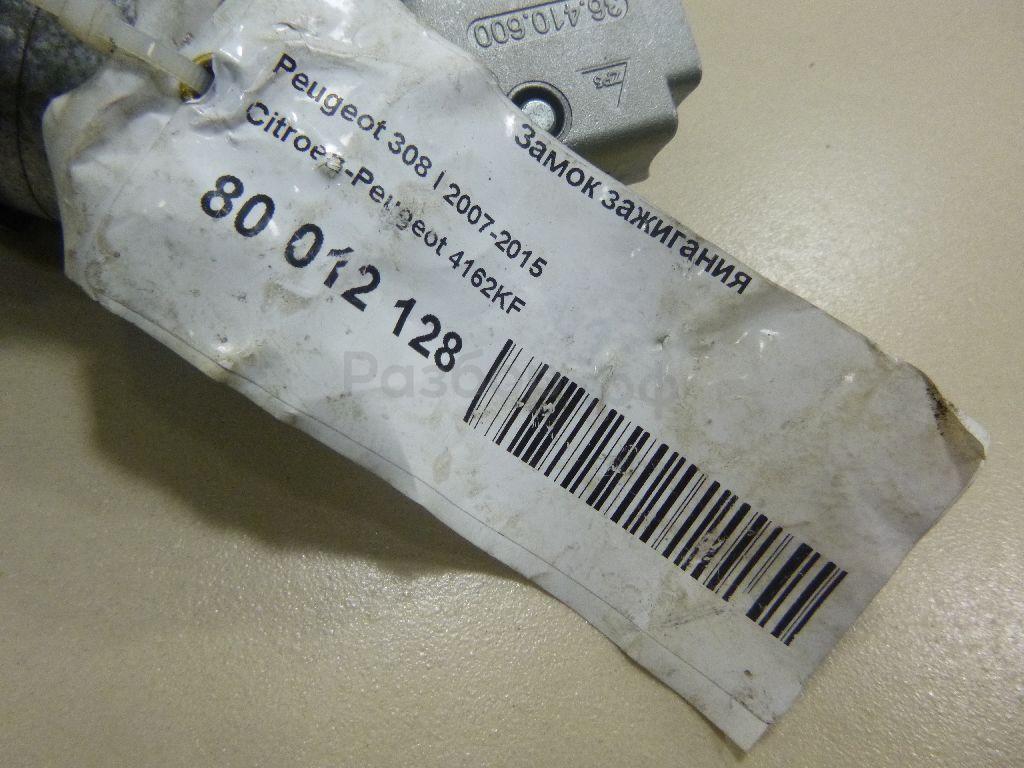 36.410.600
Замок зажигания
Peugeot 308 I 2007-2015
Citroen-Peugeot 4162KF
80 012 128